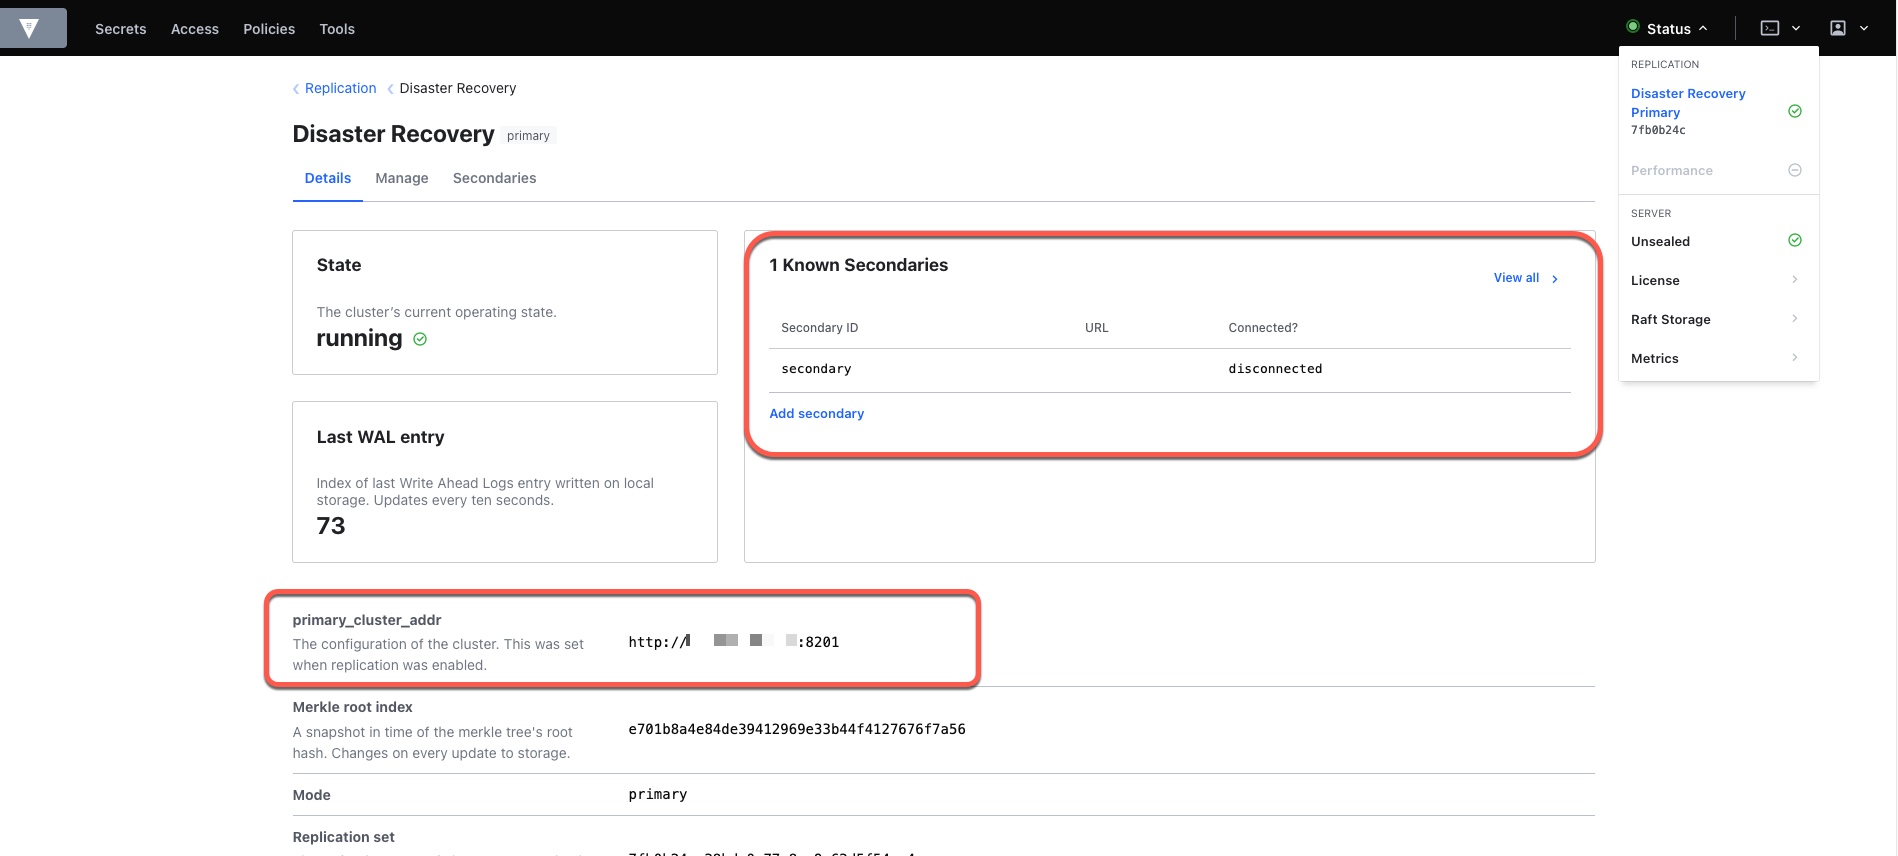 Secrets Access Policies Tools
Status
REPLICATION
Disaster Recovery
Primary
7fb0b24c
Performance
SERVER
Unsealed
License
Raft Storage
Metrics
Replication Disaster Recovery
Disaster Recovery primary
Details Manage Secondaries
State
The cluster's current operating state.
running
Last WAL entry
Index of last Write Ahead Logs entry written on local
storage. Updates every ten seconds.
73
1 Known Secondaries
View all
Secondary ID URL Connected?
secondary disconnected
Add secondary
primary_cluster_addr
The configuration of the cluster. This was set
when replication was enabled.
http:// :8201
Merkle root index
A snapshot in time of the merkle tree's root
hash. Changes on every update to storage.
e701b8a4e84de39412969e33b44f4127676f7a56
Mode primary
Replication set